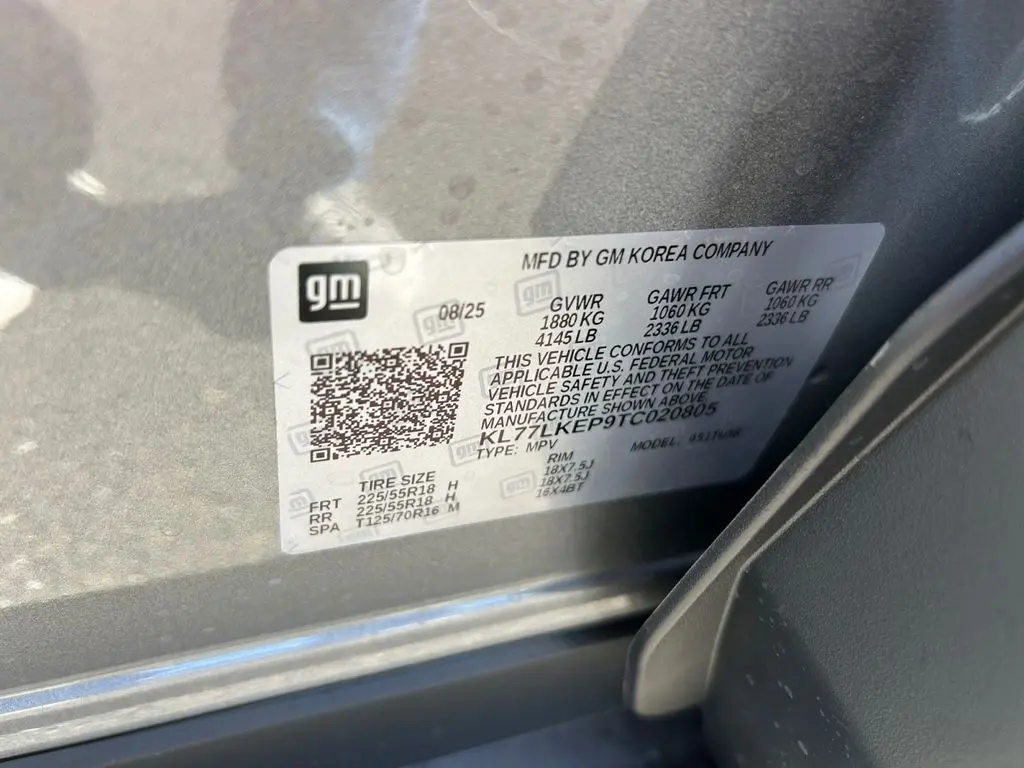 gm
MFD BY GM KOREA COMPANY
08/25
GVWR GAWR FRT GAWR RR
1880 KG 1060 KG 1060 KG
4145 LB 2336 LB 2336 LB
THIS VEHICLE CONFORMS TO ALL
APPLICABLE U.S. FEDERAL MOTOR
VEHICLE SAFETY AND THEFT PREVENTION
STANDARDS IN EFFECT ON THE DATE OF
MANUFACTURE SHOWN ABOVE.
KL77LKEP9TC020805
TYPE: MPV MODEL:
TIRE SIZE RIM
FRT 225/55R18 H 18X7.5J
RR 225/55R18 H 18X7.5J
SPA T125/70R16 M 16X4BT